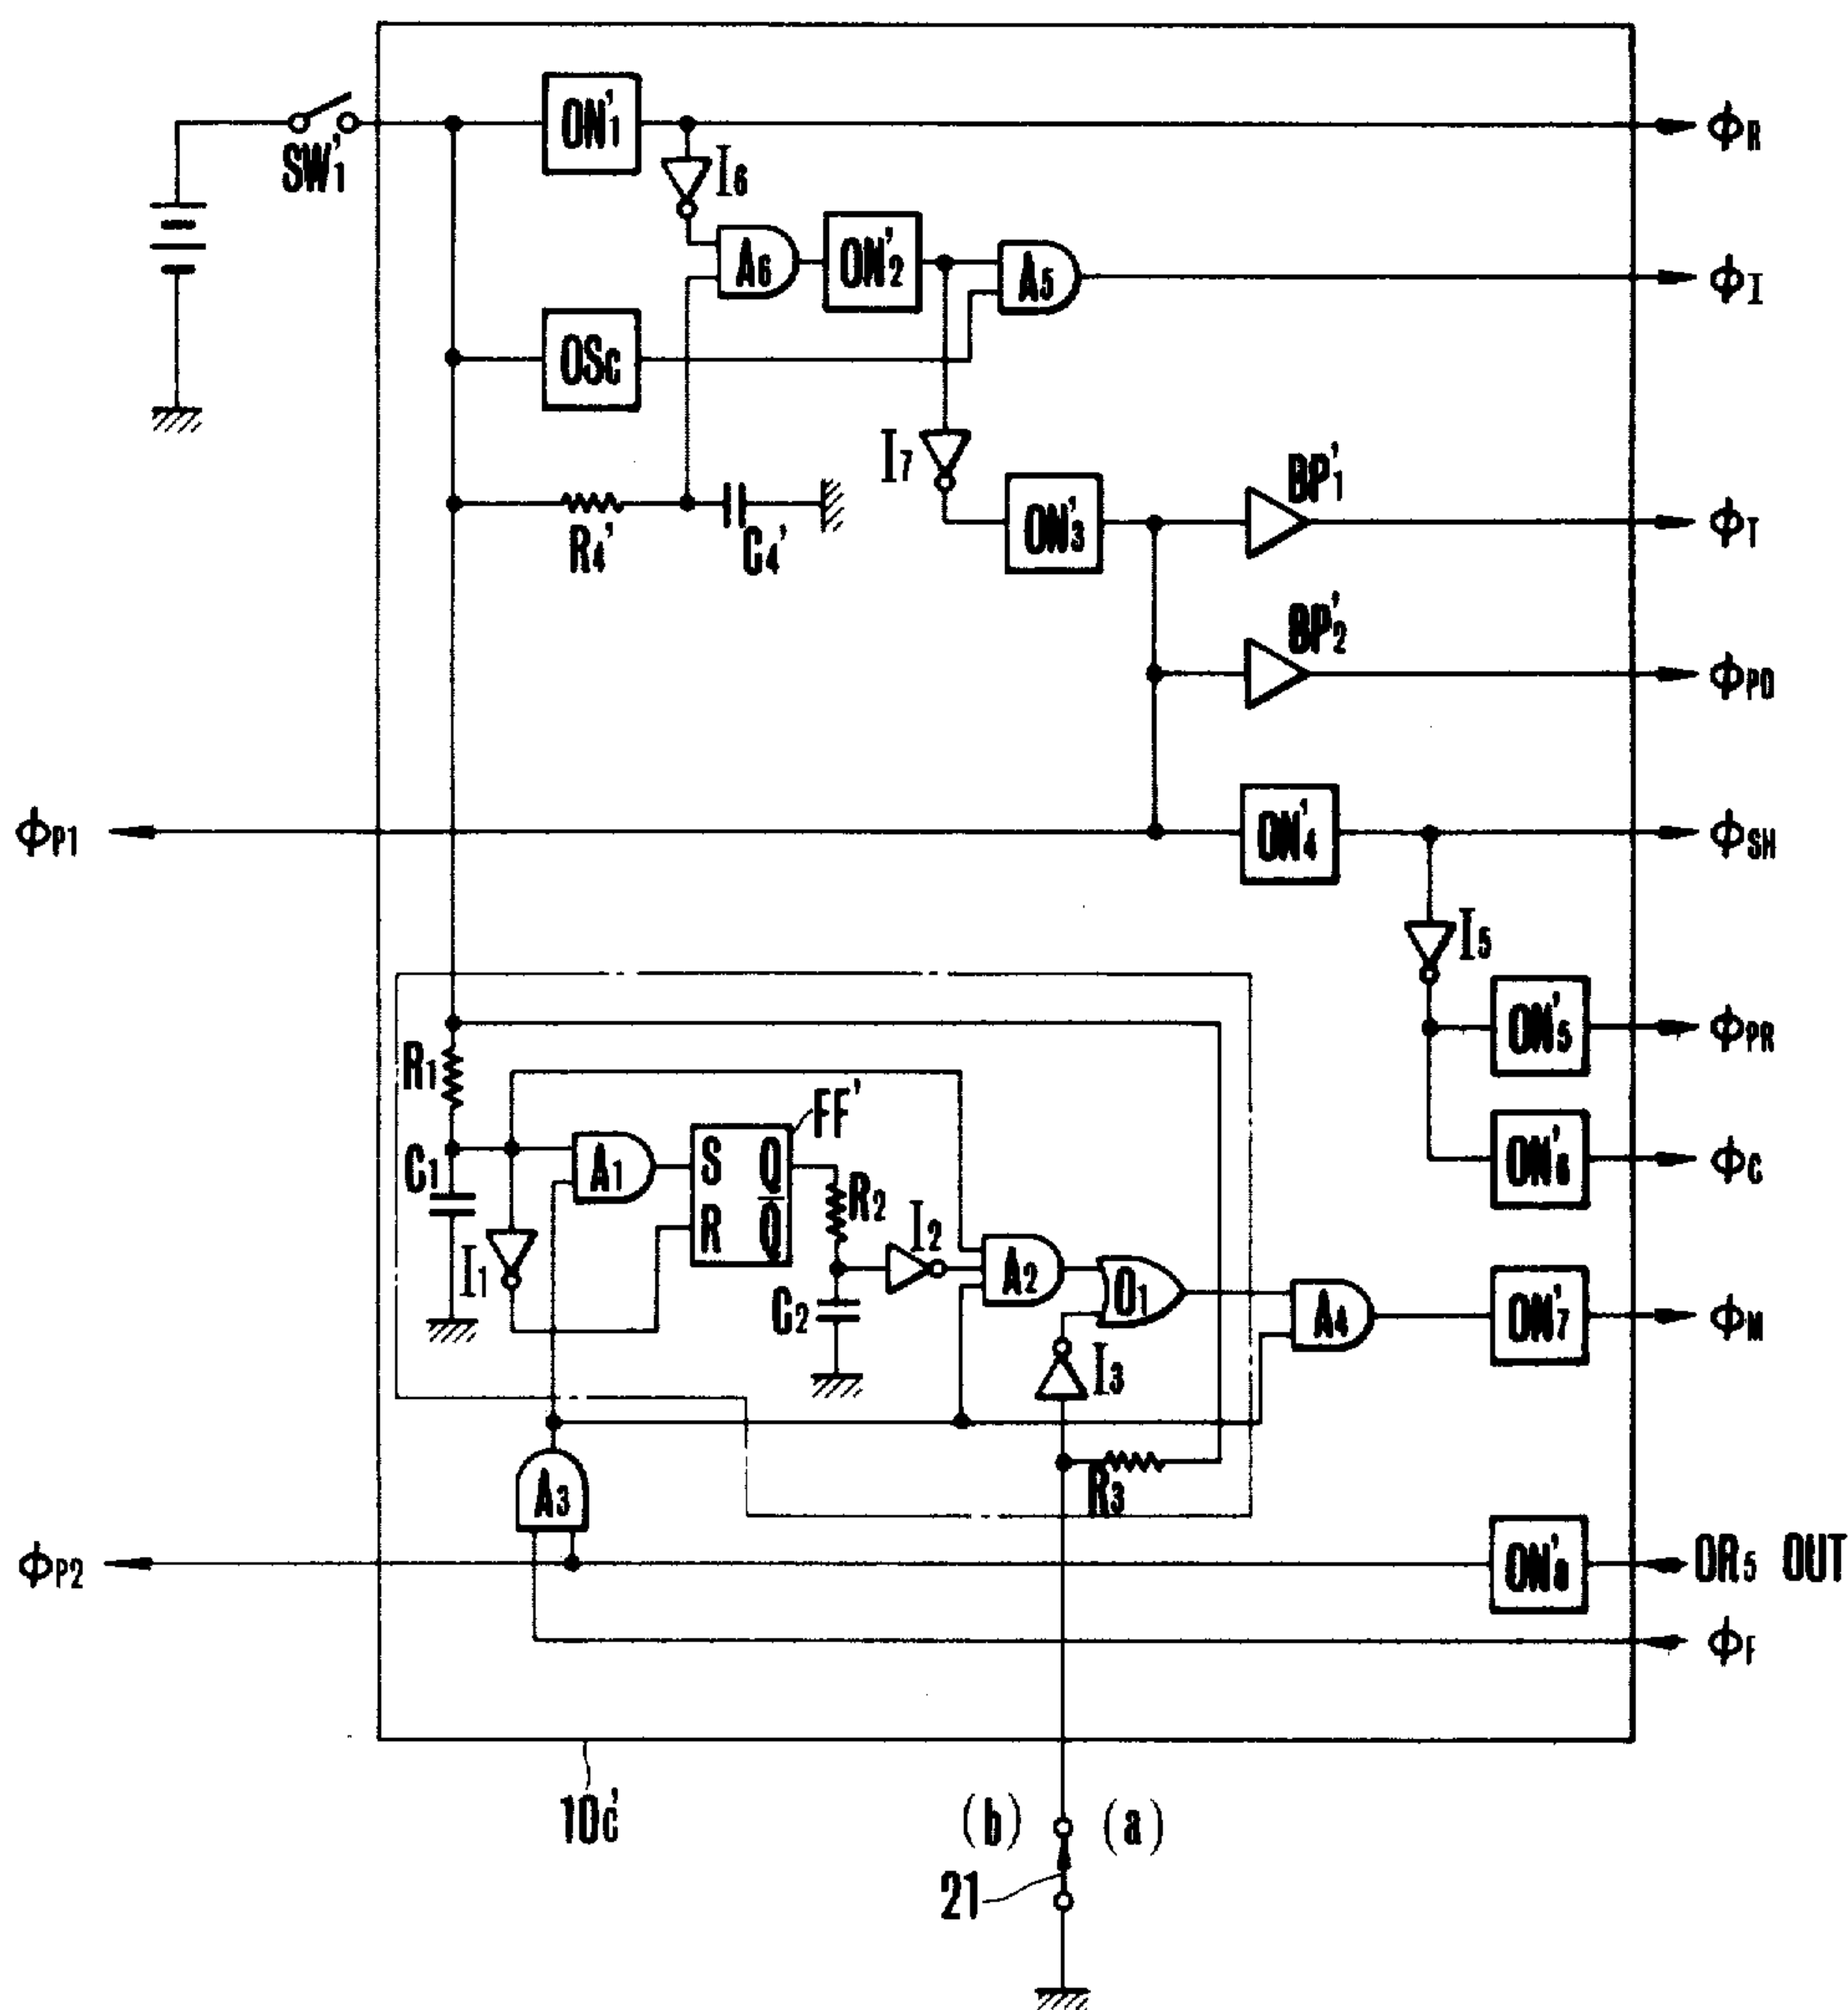 ON'1
ΦR
SW'1
I6
A6
ON'2
A5
ΦI
OSC
I7
BP'1
ON'3
ΦT
R4'
C4'
BP'2
ΦPD
ΦP1
ON'4
ΦSH
I5
ON'5
ΦPR
R1
FF'
C1
A1
S Q
R Q̅
R2
I2
ON'6
ΦC
I1
C2
A2
O1
A4
ON'7
ΦM
I3
A3
R3
ΦP2
ON'8
OR5 OUT
ΦF
10c'
(b) (a)
21